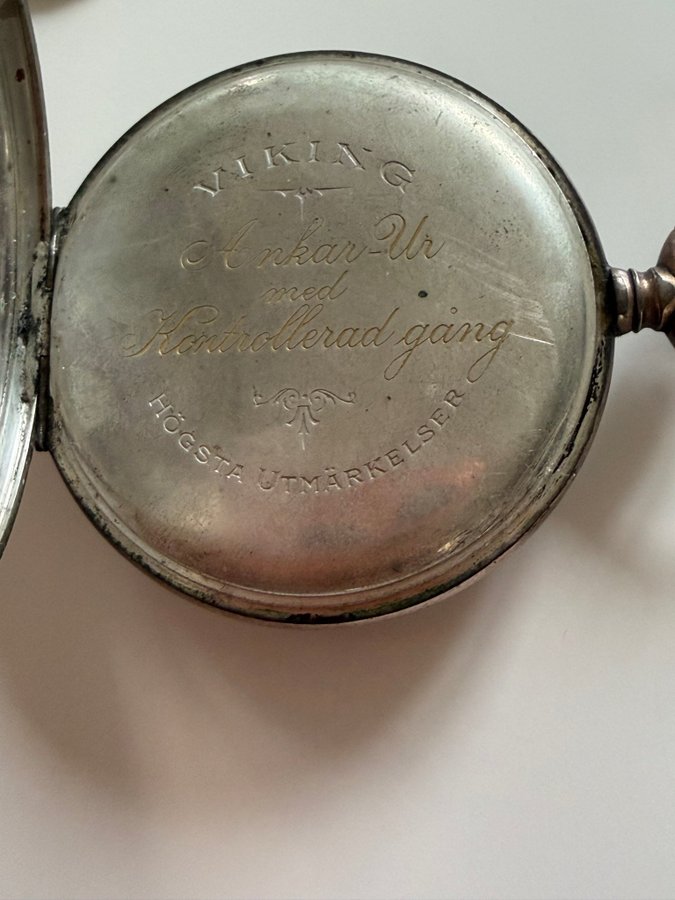 VIKING
Ankar-Ur
med
Kontrollerad gång
HÖGSTA UTMÄRKELSER